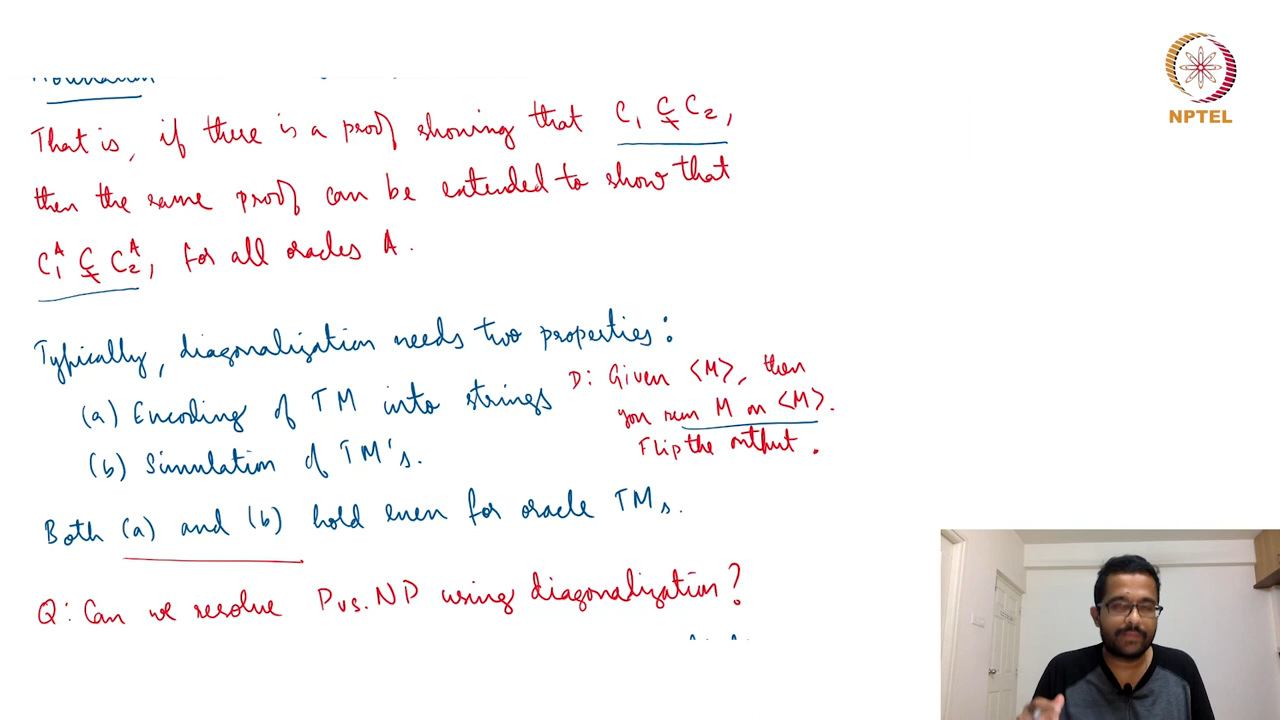 NPTEL
That is, if there is a proof showing that C₁ ⊊ C₂,
then the same proof can be extended to show that
C₁ᴬ ⊊ C₂ᴬ, for all oracles A.
Typically, diagonalization needs two properties:
(a) Encoding of TM into strings
(b) Simulation of TM's.
D: Given <M>, then
you run M on <M>.
Flip the output.
Both (a) and (b) hold even for oracle TMs.
Q: Can we resolve P vs. NP using diagonalization?